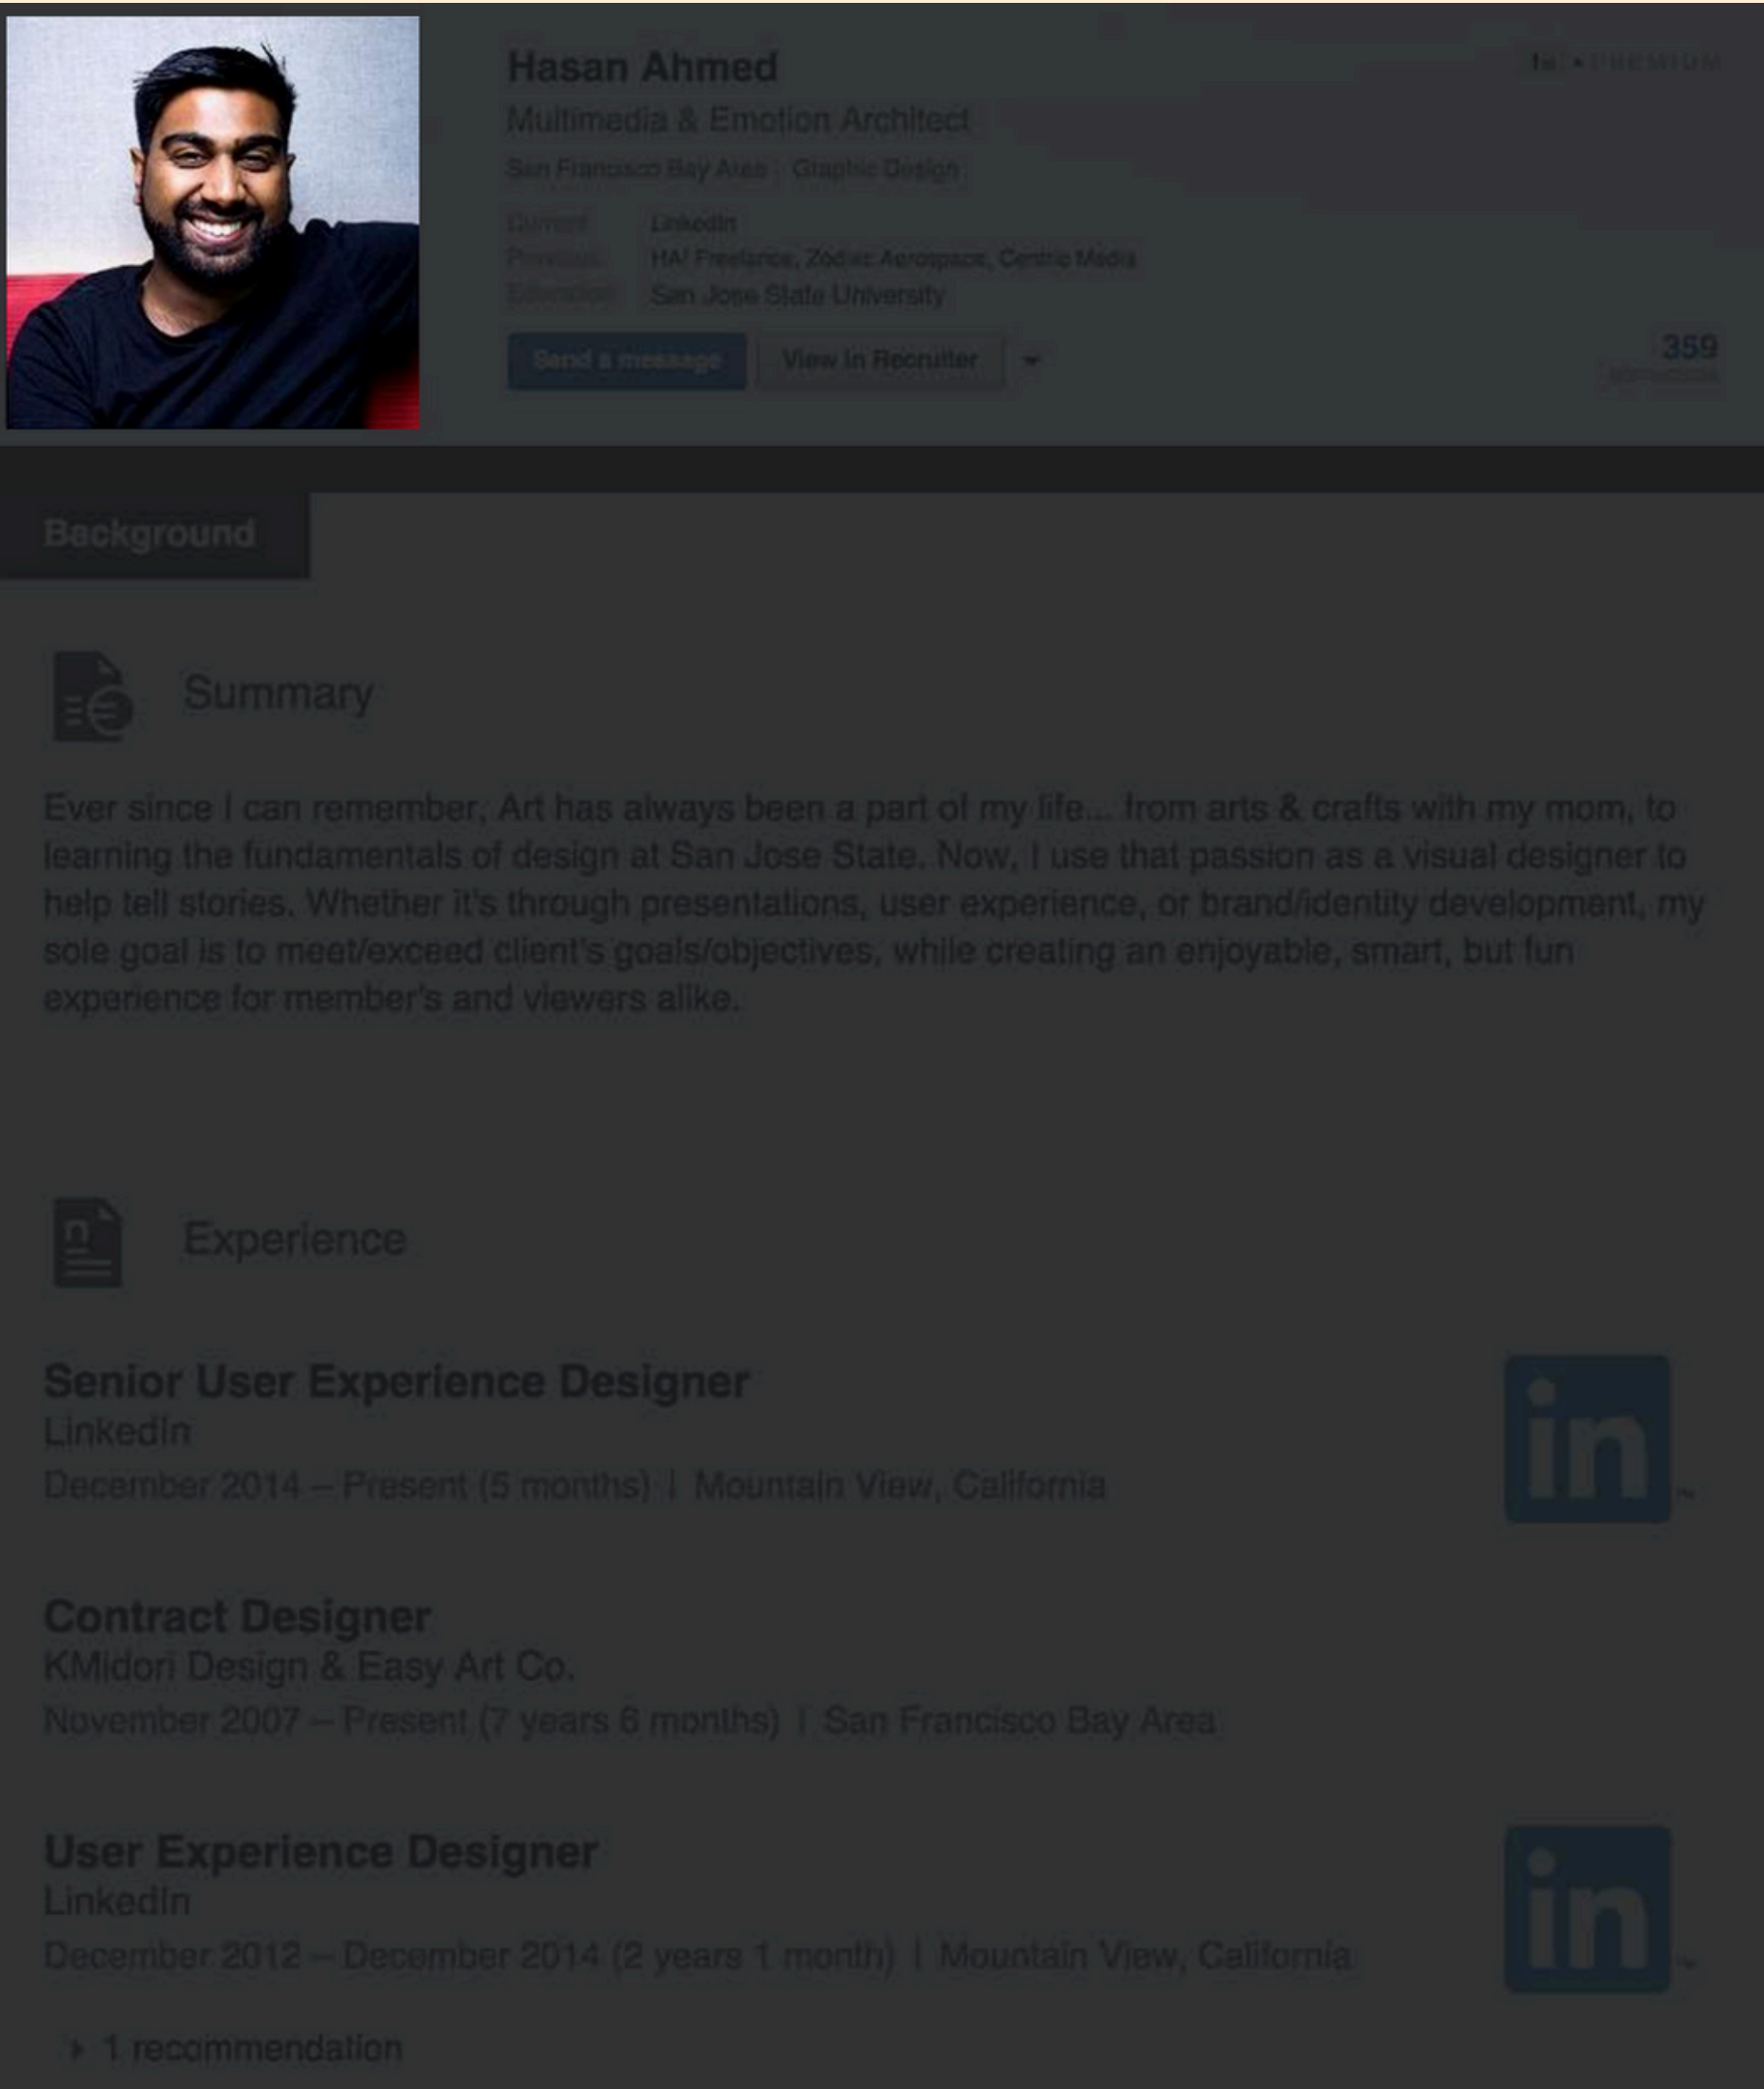 Hasan Ahmed
PREMIUM
Multimedia & Emotion Architect
San Francisco Bay Area | Graphic Design
Current LinkedIn
Previous HA! Freelance, Zodiac Aerospace, Centric Media
Education San Jose State University
Send a message View in Recruiter
359
Background
Summary
Ever since I can remember, Art has always been a part of my life... from arts & crafts with my mom, to
learning the fundamentals of design at San Jose State. Now, I use that passion as a visual designer to
help tell stories. Whether it's through presentations, user experience, or brand/identity development, my
sole goal is to meet/exceed client's goals/objectives, while creating an enjoyable, smart, but fun
experience for member's and viewers alike.
Experience
Senior User Experience Designer
LinkedIn
December 2014 – Present (5 months) | Mountain View, California
in
Contract Designer
KMidori Design & Easy Art Co.
November 2007 – Present (7 years 6 months) | San Francisco Bay Area
User Experience Designer
LinkedIn
December 2012 – December 2014 (2 years 1 month) | Mountain View, California
in
1 recommendation